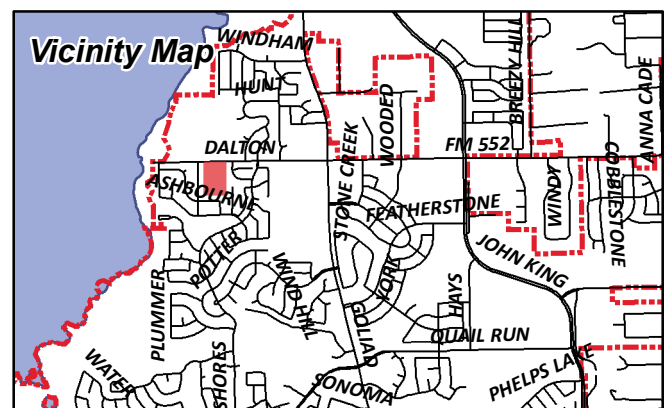 Vicinity Map
WINDHAM
HUNT
DALTON
ASHBOURNE
POTTER
PLUMMER
WATER
SHORES
WIND HILL
STONE CREEK
WOODED
FM 552
BREEZY HILL
ANNA CADE
COBBLESTONE
WINDY
FEATHERSTONE
YORK
JOHN KING
HAYS
GOLIAD
QUAIL RUN
SONOMA
PHELPS LAKE